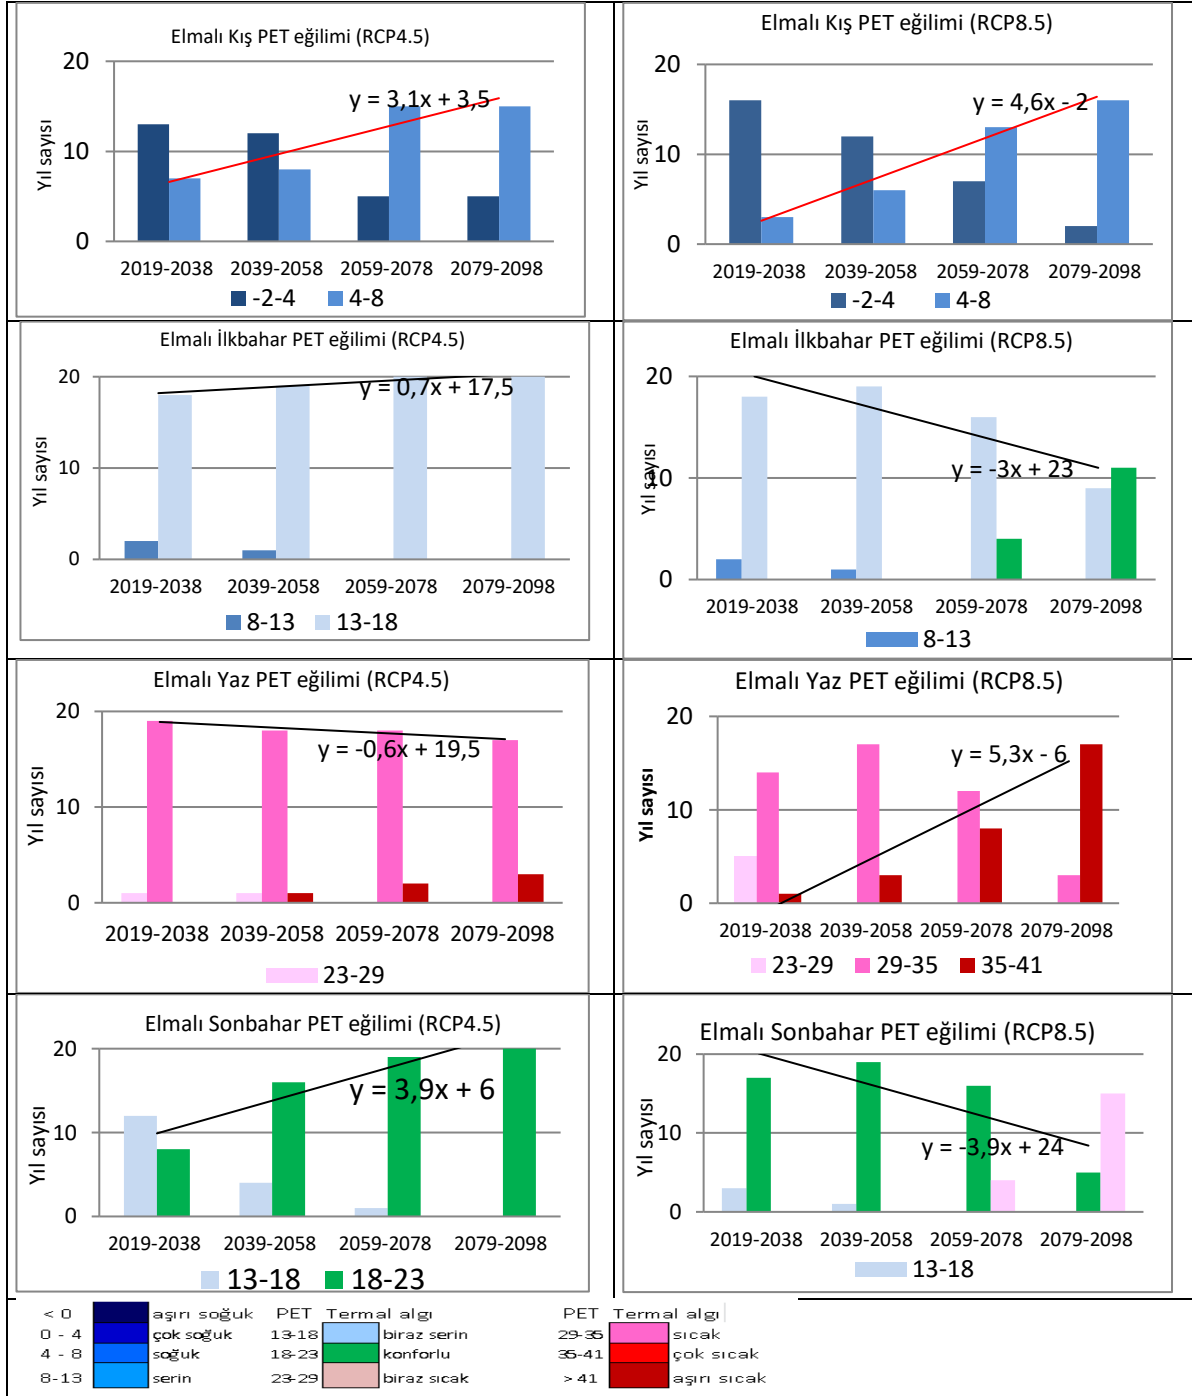 Elmalı Kış PET eğilimi (RCP4.5)
20
10
0
Yıl sayısı
y = 3,1x + 3,5
2019-2038 2039-2058 2059-2078 2079-2098
-2-4 4-8
Elmalı Kış PET eğilimi (RCP8.5)
20
10
0
Yıl sayısı
y = 4,6x - 2
2019-2038 2039-2058 2059-2078 2079-2098
-2-4 4-8
Elmalı İlkbahar PET eğilimi (RCP4.5)
20
10
0
Yıl sayısı
y = 0,7x + 17,5
2019-2038 2039-2058 2059-2078 2079-2098
8-13 13-18
Elmalı İlkbahar PET eğilimi (RCP8.5)
20
10
0
Yıl sayısı
y = -3x + 23
2019-2038 2039-2058 2059-2078 2079-2098
8-13
Elmalı Yaz PET eğilimi (RCP4.5)
20
10
0
Yıl sayısı
y = -0,6x + 19,5
2019-2038 2039-2058 2059-2078 2079-2098
23-29
Elmalı Yaz PET eğilimi (RCP8.5)
20
10
0
Yıl sayısı
y = 5,3x - 6
2019-2038 2039-2058 2059-2078 2079-2098
23-29 29-35 35-41
Elmalı Sonbahar PET eğilimi (RCP4.5)
20
10
0
Yıl sayısı
y = 3,9x + 6
2019-2038 2039-2058 2059-2078 2079-2098
13-18 18-23
Elmalı Sonbahar PET eğilimi (RCP8.5)
20
10
0
Yıl sayısı
y = -3,9x + 24
2019-2038 2039-2058 2059-2078 2079-2098
13-18
< 0 aşırı soğuk PET Termal algı PET Termal algı
0 - 4 çok soğuk 13-18 biraz serin 29-35 sıcak
4 - 8 soğuk 18-23 konforlu 35-41 çok sıcak
8-13 serin 23-29 biraz sıcak > 41 aşırı sıcak